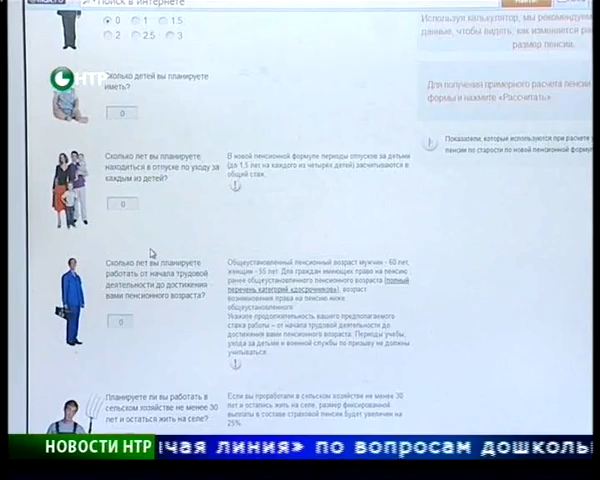 Поиск в интернете
Найти!
0 1 1.5
2 2.5 3
Используя калькулятор, мы рекомендуем
данные, чтобы видеть, как изменяется ра
размер пенсии.
НТР
Сколько детей вы планируете
иметь?
0
Для получения примерного расчета пенсии
формы и нажмите «Рассчитать».
Показатели, которые используются при расчете
пенсии по старости по новой пенсионной формул
Сколько лет вы планируете
находиться в отпуске по уходу за
каждым из детей?
0
В новой пенсионной формуле периоды отпусков за детьми
(до 1,5 лет на каждого из четырёх детей) засчитываются в
общий стаж.
Сколько лет вы планируете
работать от начала трудовой
деятельности до достижения
вами пенсионного возраста?
0
Общеустановленный пенсионный возраст мужчин - 60 лет,
женщин - 55 лет. Для граждан имеющих право на пенсию
ранее общеустановленного пенсионного возраста (полный
перечень категорий «досрочников»), возраст
возникновения права на пенсию ниже
общеустановленного.
Укажите продолжительность вашего предполагаемого
стажа работы – от начала трудовой деятельности до
достижения вами пенсионного возраста. Периоды учебы,
ухода за детьми и военной службы по призыву не должны
учитываться.
Планируете ли вы работать в
сельском хозяйстве не менее 30
лет и остаться жить на селе?
Если вы проработали в сельском хозяйстве не менее 30
лет и остались жить на селе, размер фиксированной
выплаты в составе страховой пенсии будет увеличен на
25%.
НОВОСТИ НТР
чая линия» по вопросам дошколь